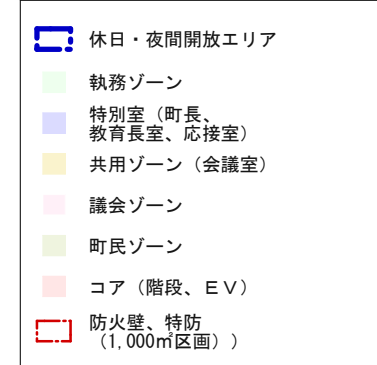 休日・夜間開放エリア
執務ゾーン
特別室（町長、
教育長室、応接室）
共用ゾーン（会議室）
議会ゾーン
町民ゾーン
コア（階段、ＥＶ）
防火壁、特防
（1,000㎡区画））